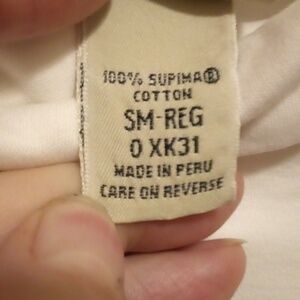 100% SUPIMA®
COTTON
SM-REG
0 XK31
MADE IN PERU
CARE ON REVERSE